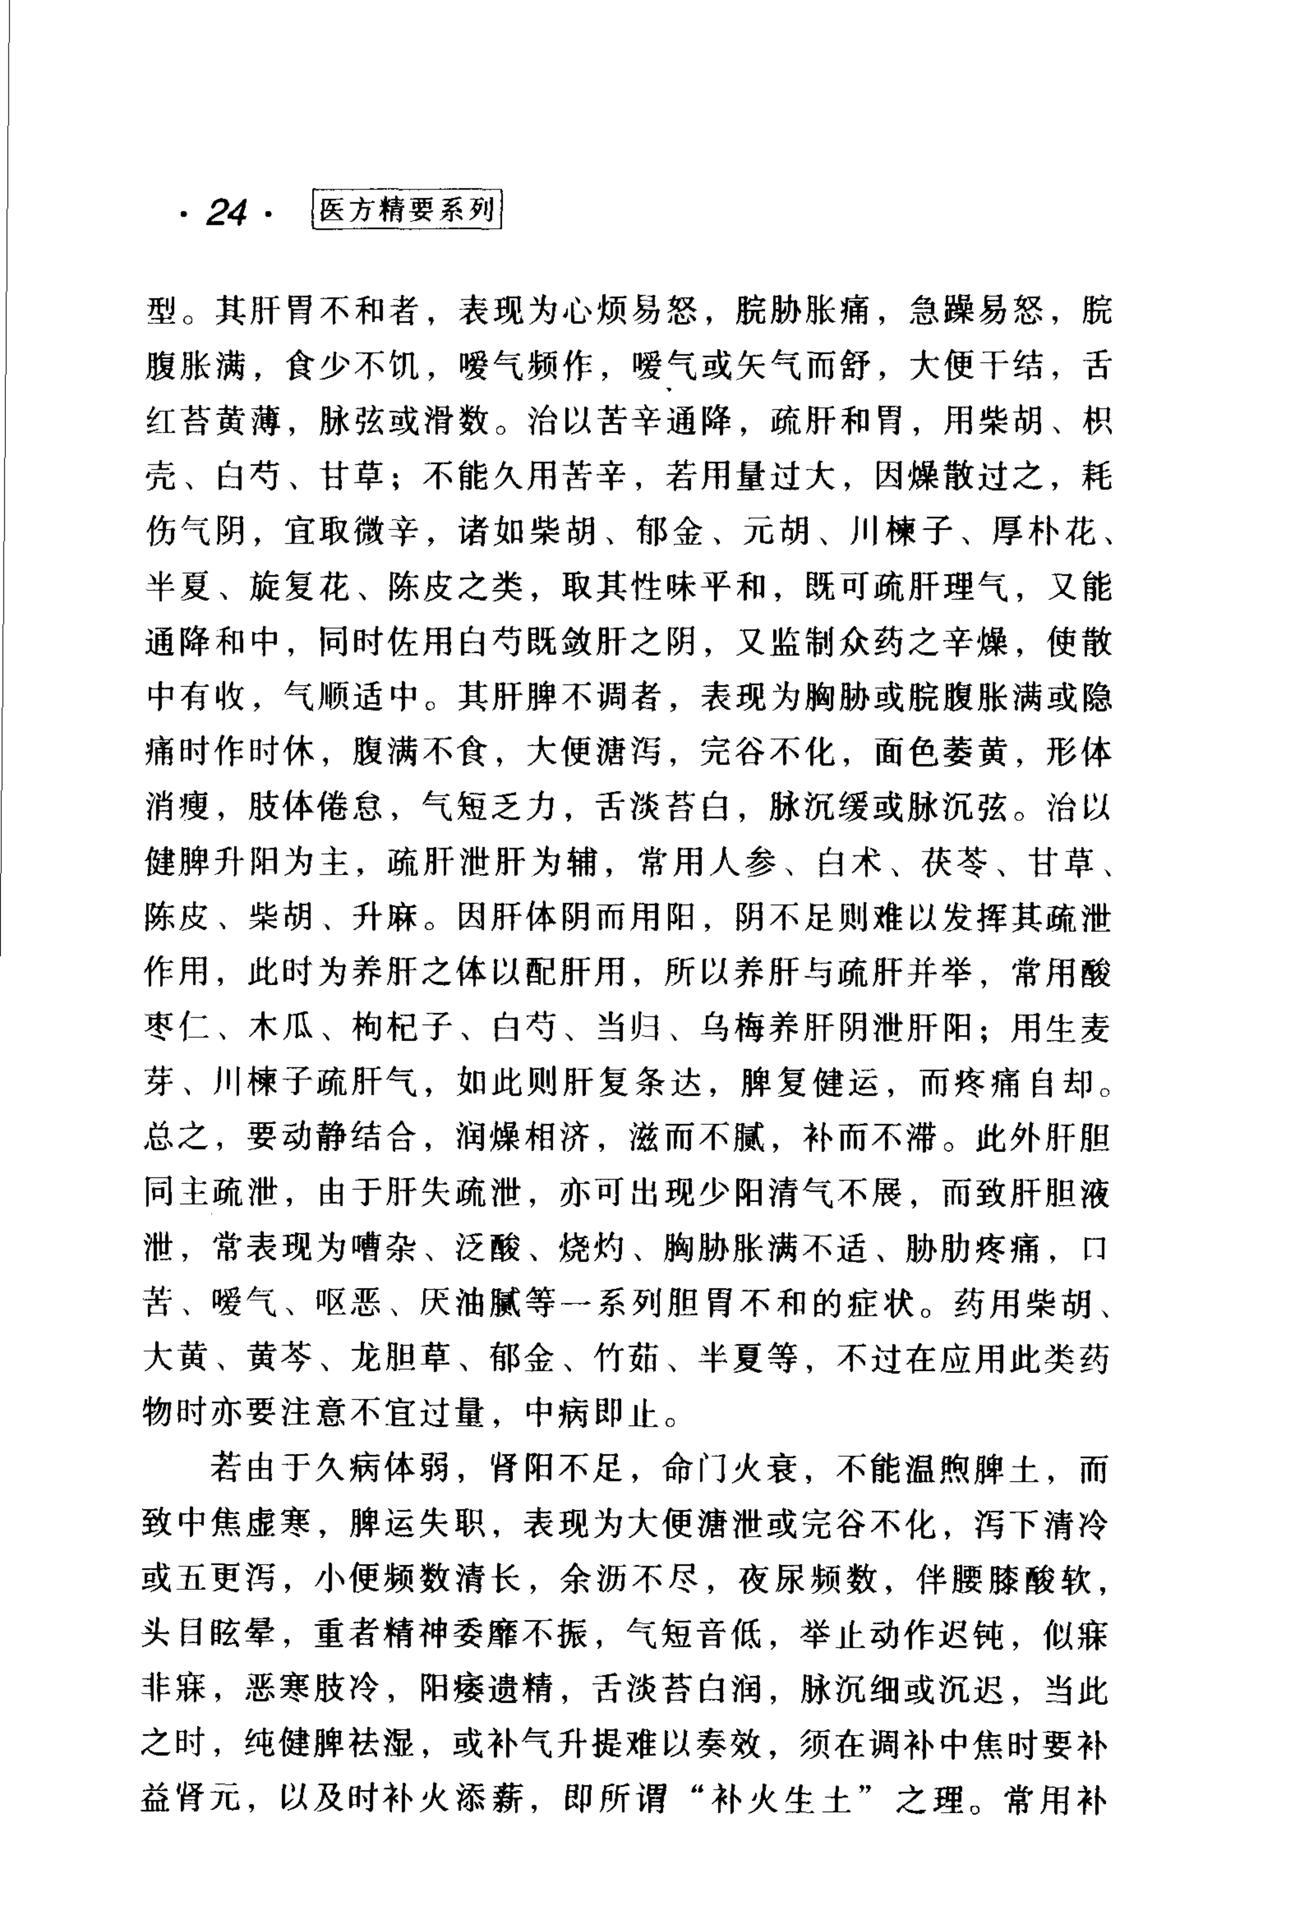 ·24· 医方精要系列
型。其肝胃不和者，表现为心烦易怒，脘胁胀痛，急躁易怒，脘
腹胀满，食少不饥，嗳气频作，嗳气或矢气而舒，大便干结，舌
红苔黄薄，脉弦或滑数。治以苦辛通降，疏肝和胃，用柴胡、枳
壳、白芍、甘草；不能久用苦辛，若用量过大，因燥散过之，耗
伤气阴，宜取微辛，诸如柴胡、郁金、元胡、川楝子、厚朴花、
半夏、旋复花、陈皮之类，取其性味平和，既可疏肝理气，又能
通降和中，同时佐用白芍既敛肝之阴，又监制众药之辛燥，使散
中有收，气顺适中。其肝脾不调者，表现为胸胁或脘腹胀满或隐
痛时作时休，腹满不食，大便溏泻，完谷不化，面色萎黄，形体
消瘦，肢体倦怠，气短乏力，舌淡苔白，脉沉缓或脉沉弦。治以
健脾升阳为主，疏肝泄肝为辅，常用人参、白术、茯苓、甘草、
陈皮、柴胡、升麻。因肝体阴而用阳，阴不足则难以发挥其疏泄
作用，此时为养肝之体以配肝用，所以养肝与疏肝并举，常用酸
枣仁、木瓜、枸杞子、白芍、当归、乌梅养肝阴泄肝阳；用生麦
芽、川楝子疏肝气，如此则肝复条达，脾复健运，而疼痛自却。
总之，要动静结合，润燥相济，滋而不腻，补而不滞。此外肝胆
同主疏泄，由于肝失疏泄，亦可出现少阳清气不展，而致肝胆液
泄，常表现为嘈杂、泛酸、烧灼、胸胁胀满不适、胁肋疼痛，口
苦、嗳气、呕恶、厌油腻等一系列胆胃不和的症状。药用柴胡、
大黄、黄芩、龙胆草、郁金、竹茹、半夏等，不过在应用此类药
物时亦要注意不宜过量，中病即止。
若由于久病体弱，肾阳不足，命门火衰，不能温煦脾土，而
致中焦虚寒，脾运失职，表现为大便溏泄或完谷不化，泻下清冷
或五更泻，小便频数清长，余沥不尽，夜尿频数，伴腰膝酸软，
头目眩晕，重者精神委靡不振，气短音低，举止动作迟钝，似寐
非寐，恶寒肢冷，阳痿遗精，舌淡苔白润，脉沉细或沉迟，当此
之时，纯健脾祛湿，或补气升提难以奏效，须在调补中焦时要补
益肾元，以及时补火添薪，即所谓“补火生土”之理。常用补